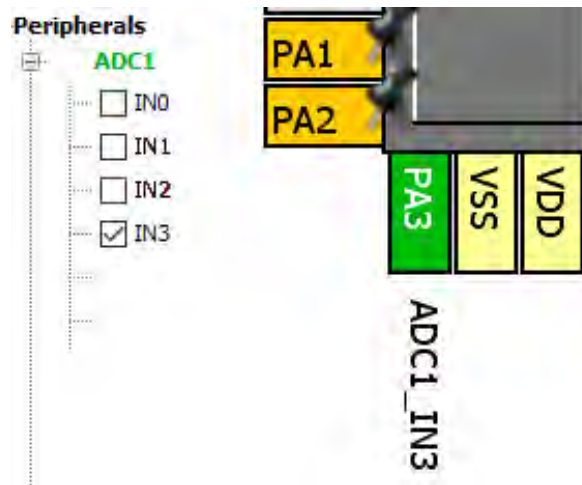 Peripherals
ADC1
IN0
IN1
IN2
IN3
PA1
PA2
PA3
VSS
VDD
ADC1_IN3